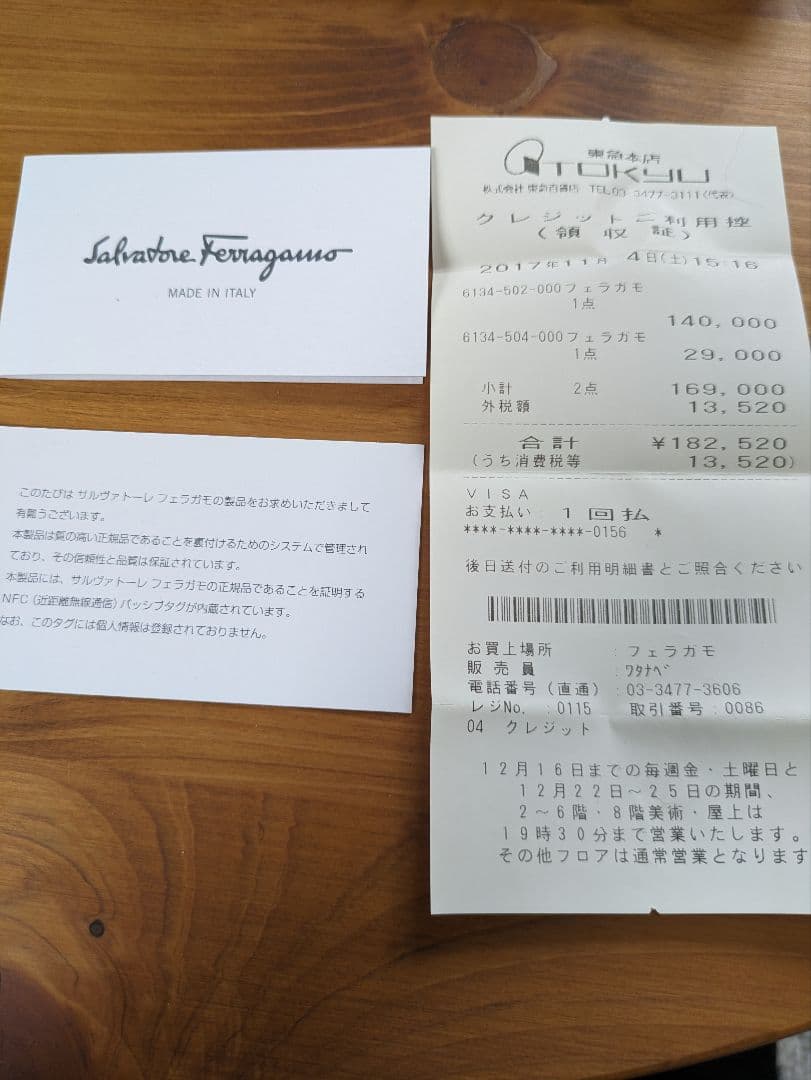 Salvatore Ferragamo
MADE IN ITALY
このたびは サルヴァトーレ フェラガモの製品をお求めいただきまして
有難うございます。
本製品は質の高い正規品であることを裏付けるためのシステムで管理され
ており、その信頼性と品質は保証されています。
本製品には、サルヴァトーレ フェラガモの正規品であることを証明する
NFC（近距離無線通信）パッシブタグが内蔵されています。
なお、このタグには個人情報は登録されておりません。
東急本店
TOKYU
株式会社 東急百貨店 TEL03-3477-3111(代表)
クレジットご利用控
(領収証)
2017年11月 4日(土)15:16
6134-502-000フェラガモ
1点
140,000
6134-504-000フェラガモ
1点 29,000
小計 2点 169,000
外税額 13,520
合計 ¥182,520
(うち消費税等 13,520)
VISA
お支払い 1回払
****-****-****-0156 *
後日送付のご利用明細書とご照合ください
お買上場所 :フェラガモ
販売員 :ﾜﾀﾅﾍﾞ
電話番号（直通）:03-3477-3606
レジNo. :0115 取引番号:0086
04 クレジット
12月16日までの毎週金・土曜日と
12月22日～25日の期間、
2～6階・8階美術・屋上は
19時30分まで営業いたします。
その他フロアは通常営業となります